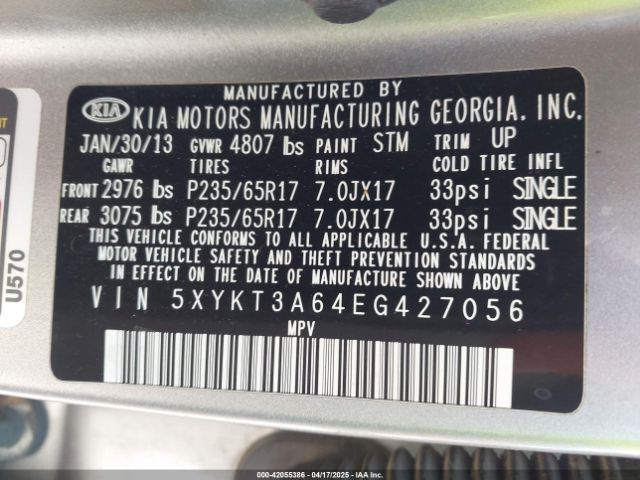 MANUFACTURED BY
KIA KIA MOTORS MANUFACTURING GEORGIA, INC.
JAN/30/13 GVWR 4807 lbs PAINT STM TRIM UP
GAWR TIRES RIMS COLD TIRE INFL
FRONT 2976 lbs P235/65R17 7.0JX17 33psi SINGLE
REAR 3075 lbs P235/65R17 7.0JX17 33psi SINGLE
THIS VEHICLE CONFORMS TO ALL APPLICABLE U.S.A. FEDERAL
MOTOR VEHICLE SAFETY AND THEFT PREVENTION STANDARDS
IN EFFECT ON THE DATE OF MANUFACTURE SHOWN ABOVE.
VIN 5XYKT3A64EG427056
MPV
U570
000-42055386 | 04/17/2025 | IAA Inc.